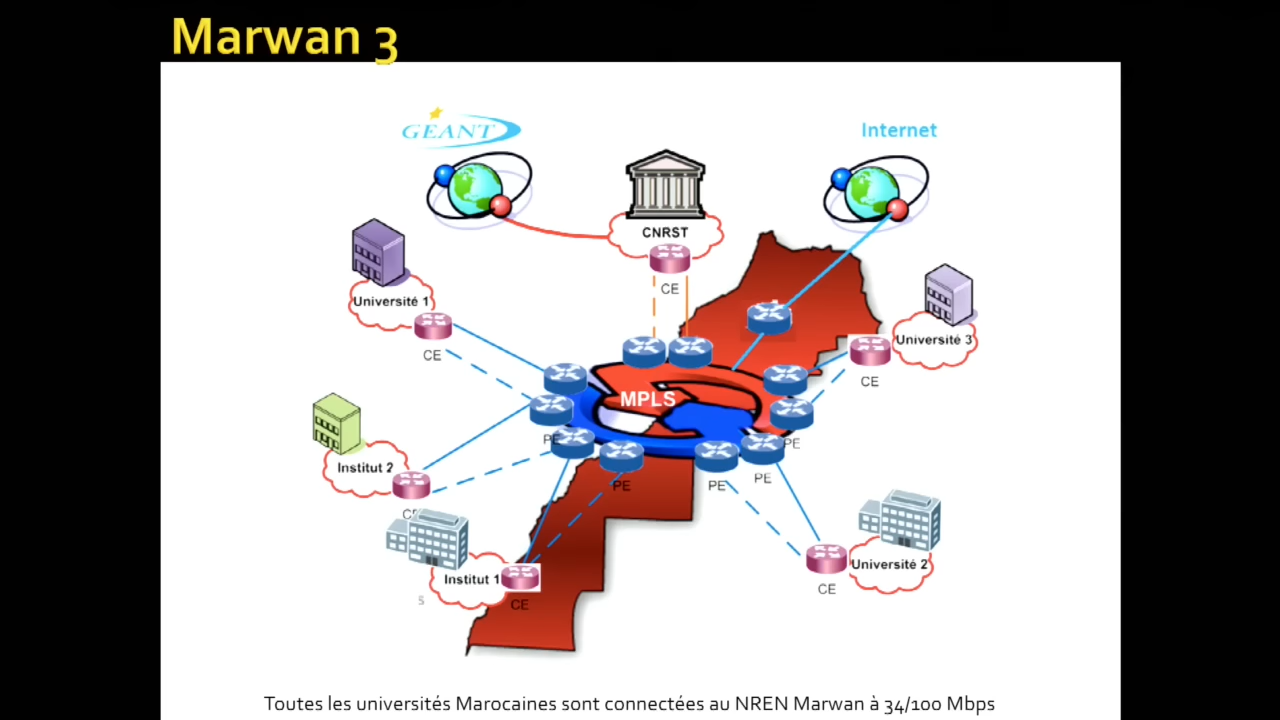 Marwan 3
GEANT
Internet
CNRST
CE
Université 1
CE
Université 3
CE
MPLS
PE
PE
Institut 2
PE
PE
PE
CE
Institut 1
S
CE
Université 2
CE
Toutes les universités Marocaines sont connectées au NREN Marwan à 34/100 Mbps